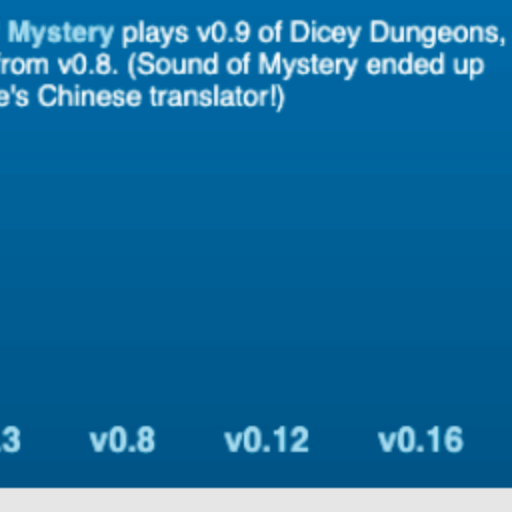 Mystery plays v0.9 of Dicey Dungeons,
from v0.8. (Sound of Mystery ended up
e's Chinese translator!)
.3 v0.8 v0.12 v0.16